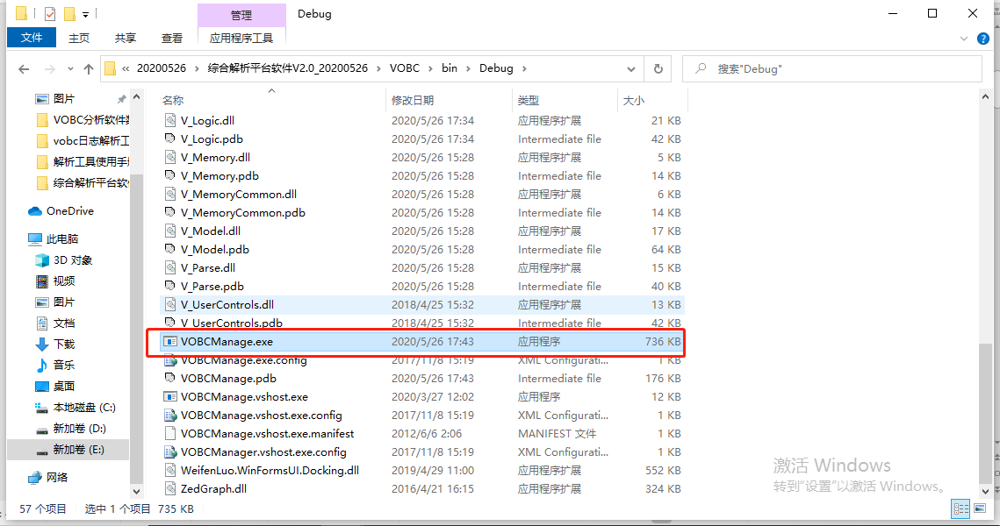 管理
Debug
文件
主页
共享
查看
应用程序工具
« 20200526 › 综合解析平台软件V2.0_20200526 › VOBC › bin › Debug ›
搜索"Debug"
图片
VOBC分析软件
vobc日志解析工
解析工具使用手
综合解析平台软
OneDrive
此电脑
3D 对象
视频
图片
文档
下载
音乐
桌面
本地磁盘 (C:)
新加卷 (D:)
新加卷 (E:)
网络
名称 修改日期 类型 大小
V_Logic.dll 2020/5/26 17:34 应用程序扩展 21 KB
V_Logic.pdb 2020/5/26 17:34 Intermediate file 42 KB
V_Memory.dll 2020/5/26 15:28 应用程序扩展 5 KB
V_Memory.pdb 2020/5/26 15:28 Intermediate file 14 KB
V_MemoryCommon.dll 2020/5/26 15:28 应用程序扩展 6 KB
V_MemoryCommon.pdb 2020/5/26 15:28 Intermediate file 14 KB
V_Model.dll 2020/5/26 15:28 应用程序扩展 17 KB
V_Model.pdb 2020/5/26 15:28 Intermediate file 64 KB
V_Parse.dll 2020/5/26 15:28 应用程序扩展 15 KB
V_Parse.pdb 2020/5/26 15:28 Intermediate file 40 KB
V_UserControls.dll 2018/4/25 15:32 应用程序扩展 13 KB
V_UserControls.pdb 2018/4/25 15:32 Intermediate file 42 KB
VOBCManage.exe 2020/5/26 17:43 应用程序 736 KB
VOBCManage.exe.config 2017/11/8 15:19 XML Configurati... 1 KB
VOBCManage.pdb 2020/5/26 17:43 Intermediate file 176 KB
VOBCManage.vshost.exe 2020/3/27 12:02 应用程序 12 KB
VOBCManage.vshost.exe.config 2017/11/8 15:19 XML Configurati... 1 KB
VOBCManage.vshost.exe.manifest 2012/6/6 2:06 MANIFEST 文件 1 KB
VOBCManager.vshost.exe.config 2017/11/8 15:19 XML Configurati... 1 KB
WeifenLuo.WinFormsUI.Docking.dll 2019/4/29 11:00 应用程序扩展 552 KB
ZedGraph.dll 2016/4/21 16:15 应用程序扩展 324 KB
激活 Windows
转到"设置"以激活 Windows。
57 个项目 选中 1 个项目 735 KB